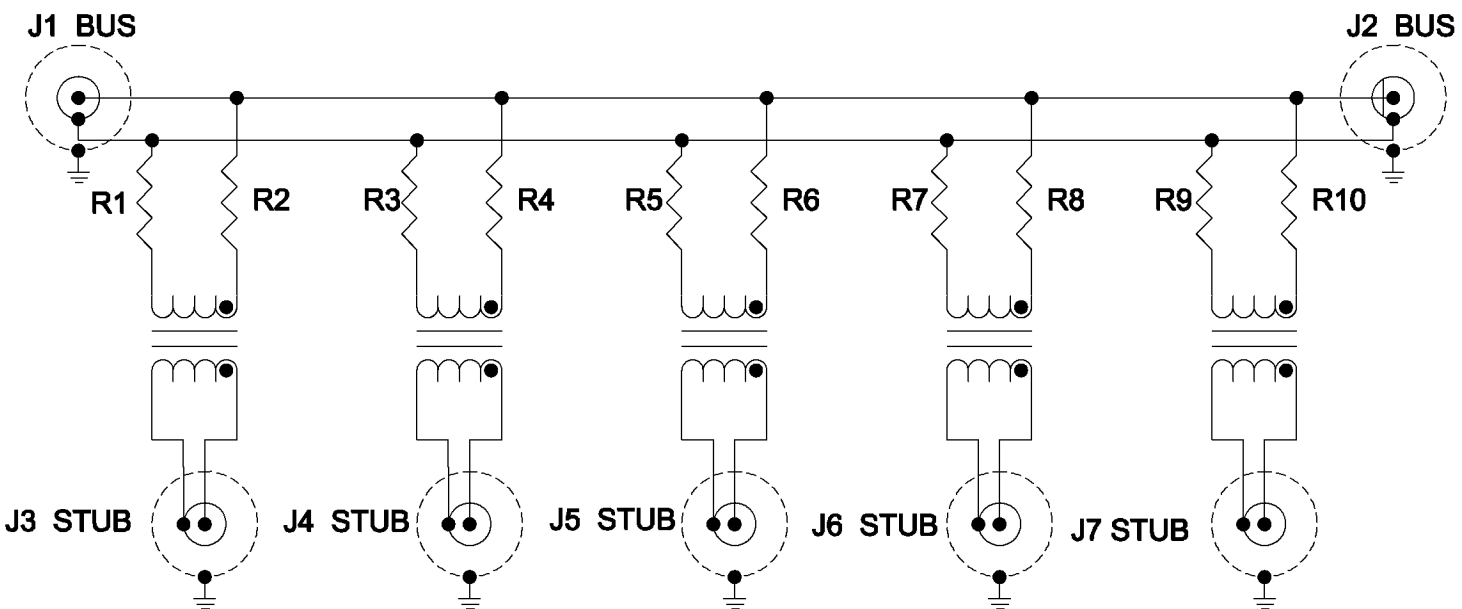 J1 BUS
J2 BUS
R1
R2
R3
R4
R5
R6
R7
R8
R9
R10
J3 STUB
J4 STUB
J5 STUB
J6 STUB
J7 STUB